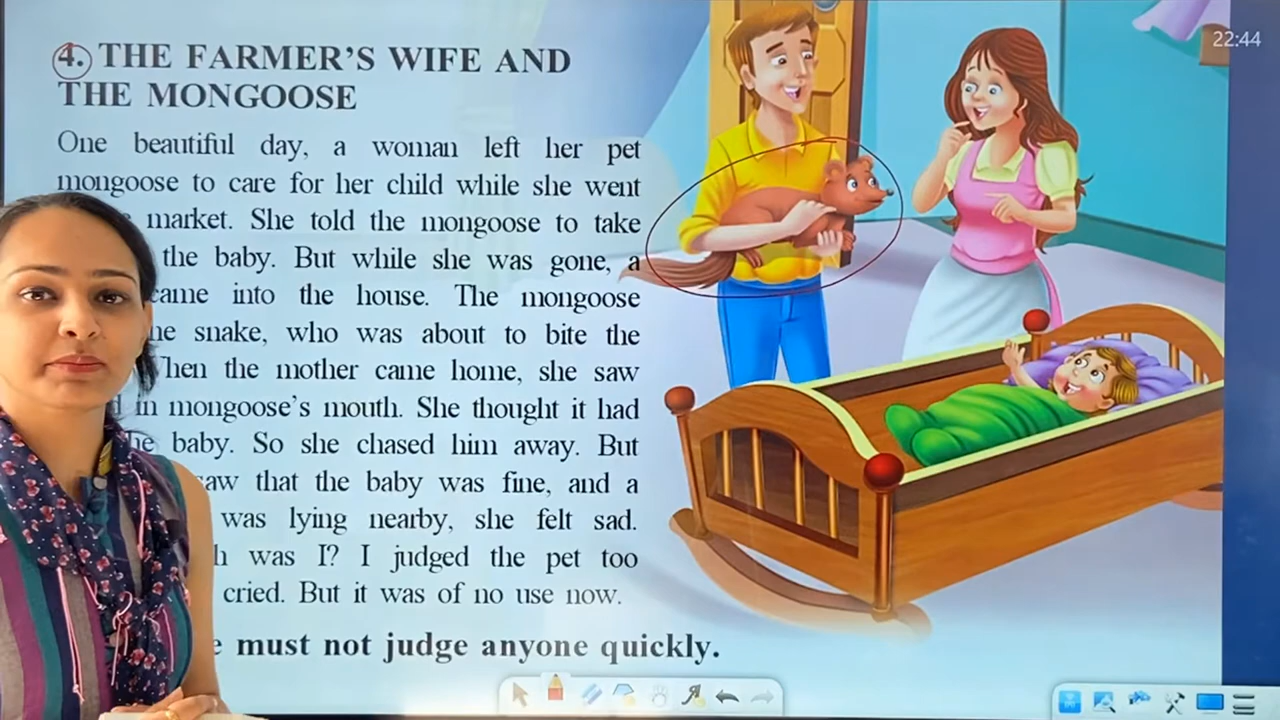 4. THE FARMER'S WIFE AND
THE MONGOOSE
One beautiful day, a woman left her pet
mongoose to care for her child while she went
market. She told the mongoose to take
the baby. But while she was gone, a
came into the house. The mongoose
snake, who was about to bite the
When the mother came home, she saw
in mongoose's mouth. She thought it had
baby. So she chased him away. But
saw that the baby was fine, and a
was lying nearby, she felt sad.
was I? I judged the pet too
cried. But it was of no use now.
must not judge anyone quickly.
22:44